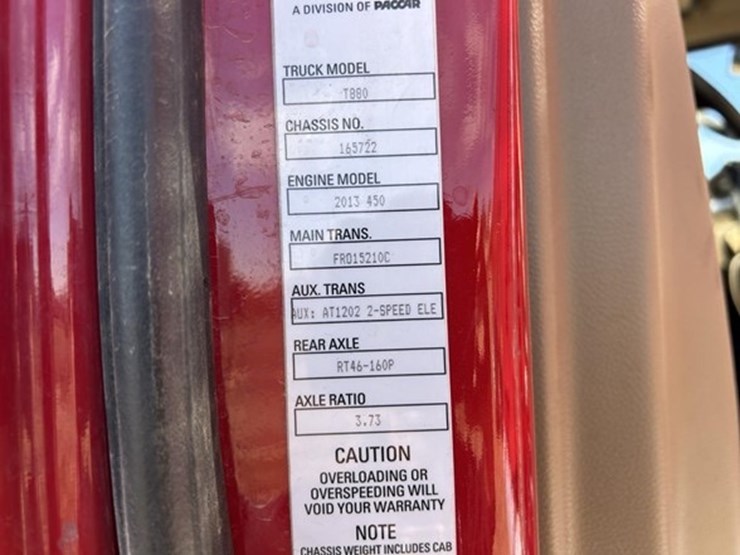 A DIVISION OF PACCAR
TRUCK MODEL
T880
CHASSIS NO.
165722
ENGINE MODEL
2013 450
MAIN TRANS.
FRO15210C
AUX. TRANS
AUX: AT1202 2-SPEED ELE
REAR AXLE
RT46-160P
AXLE RATIO
3.73
CAUTION
OVERLOADING OR
OVERSPEEDING WILL
VOID YOUR WARRANTY
NOTE
CHASSIS WEIGHT INCLUDES CAB